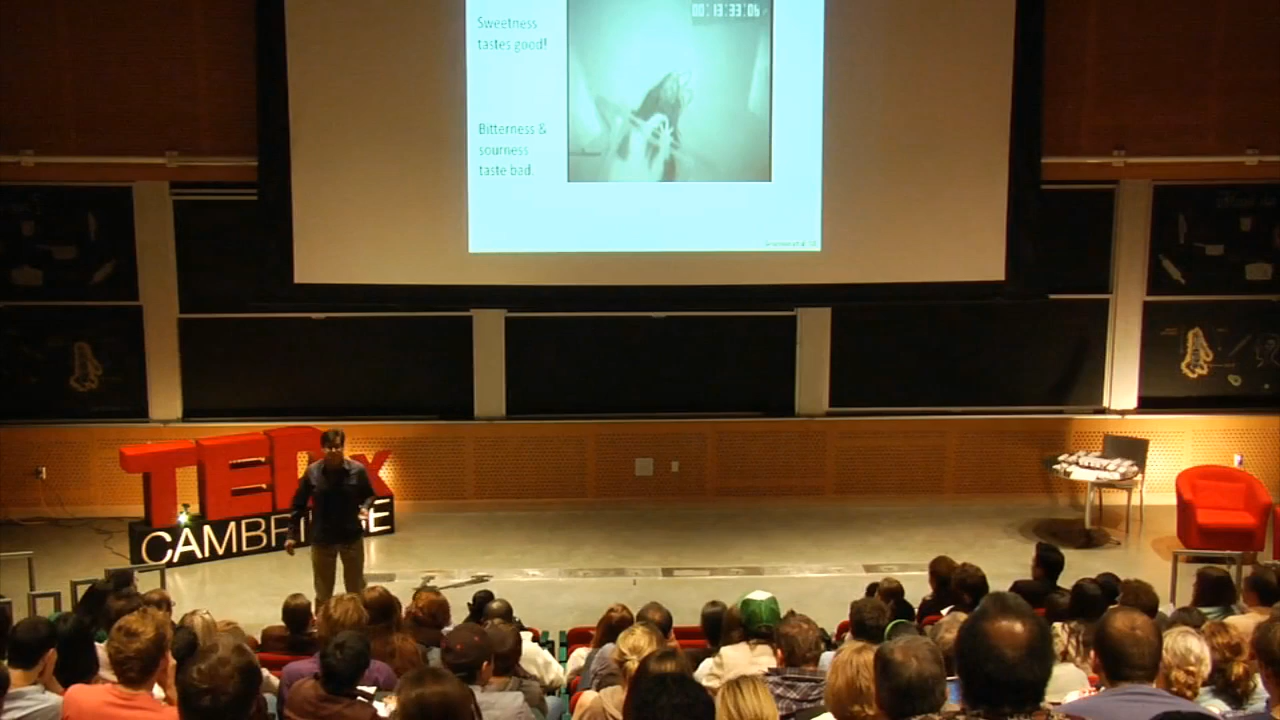 Sweetness
tastes good!
00:13:33:06
Bitterness &
sourness
taste bad.
TEDx
CAMBRIDGE